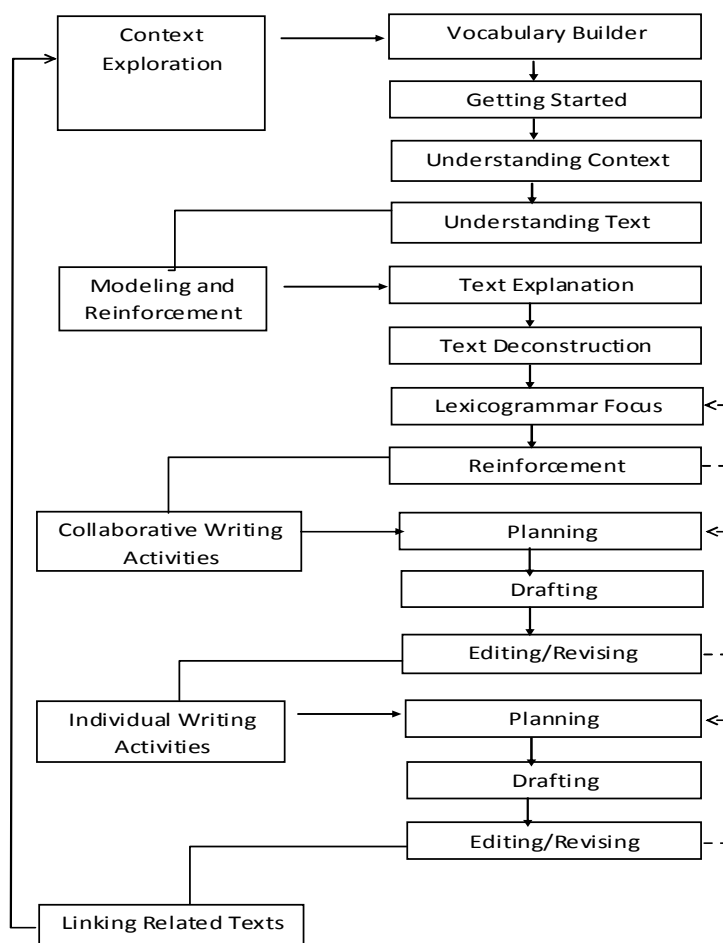 Context
Exploration
Vocabulary Builder
Getting Started
Understanding Context
Understanding Text
Modeling and
Reinforcement
Text Explanation
Text Deconstruction
Lexicogrammar Focus
Reinforcement
Collaborative Writing
Activities
Planning
Drafting
Editing/Revising
Individual Writing
Activities
Planning
Drafting
Editing/Revising
Linking Related Texts